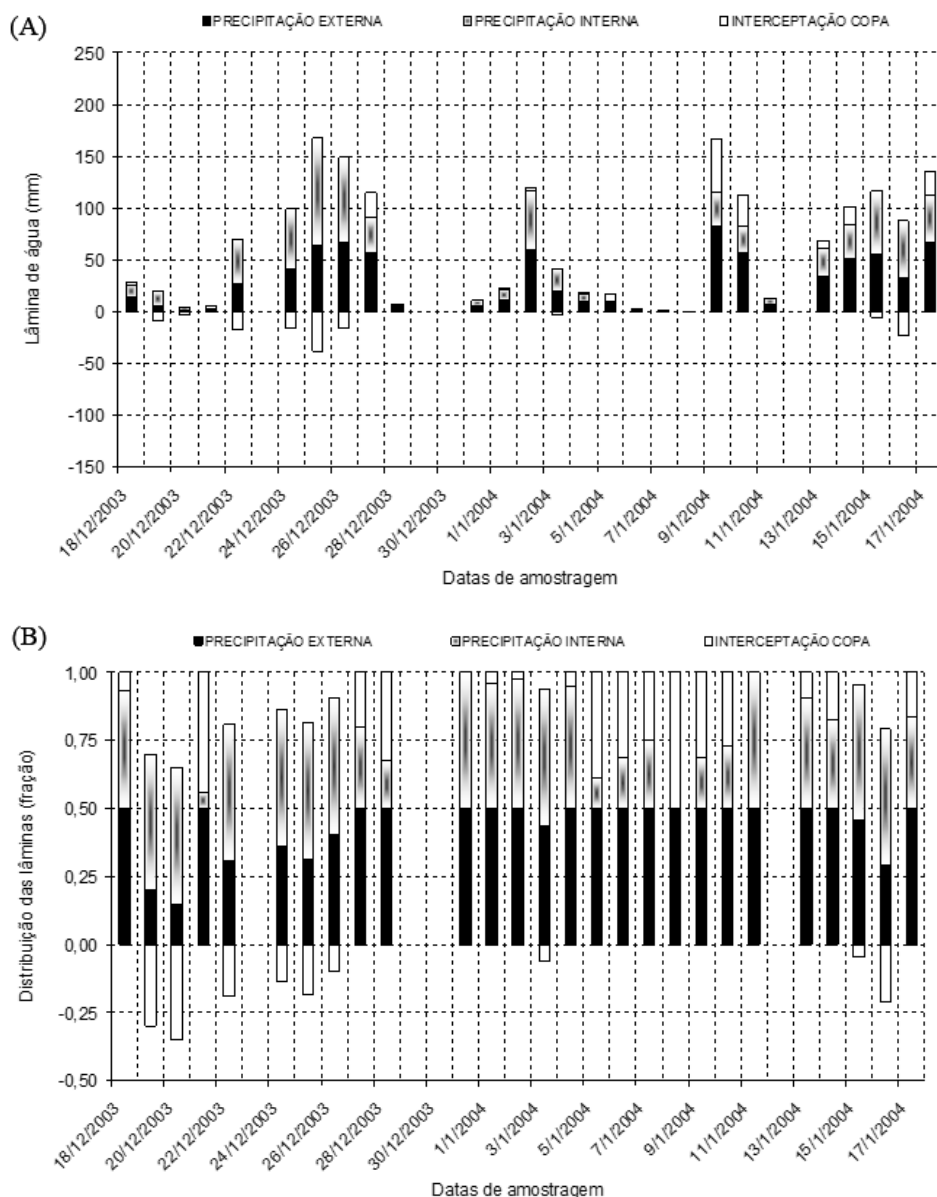 (A)
PRECIPITAÇÃO EXTERNA PRECIPITAÇÃO INTERNA INTERCEPTAÇÃO COPA
250
200
150
100
50
0
-50
-100
-150
Lâmina de água (mm)
18/12/2003 20/12/2003 22/12/2003 24/12/2003 26/12/2003 28/12/2003 30/12/2003 1/1/2004 3/1/2004 5/1/2004 7/1/2004 9/1/2004 11/1/2004 13/1/2004 15/1/2004 17/1/2004
Datas de amostragem
(B)
PRECIPITAÇÃO EXTERNA PRECIPITAÇÃO INTERNA INTERCEPTAÇÃO COPA
1,00
0,75
0,50
0,25
0,00
-0,25
-0,50
Distribuição das lâminas (fração)
18/12/2003 20/12/2003 22/12/2003 24/12/2003 26/12/2003 28/12/2003 30/12/2003 1/1/2004 3/1/2004 5/1/2004 7/1/2004 9/1/2004 11/1/2004 13/1/2004 15/1/2004 17/1/2004
Datas de amostragem